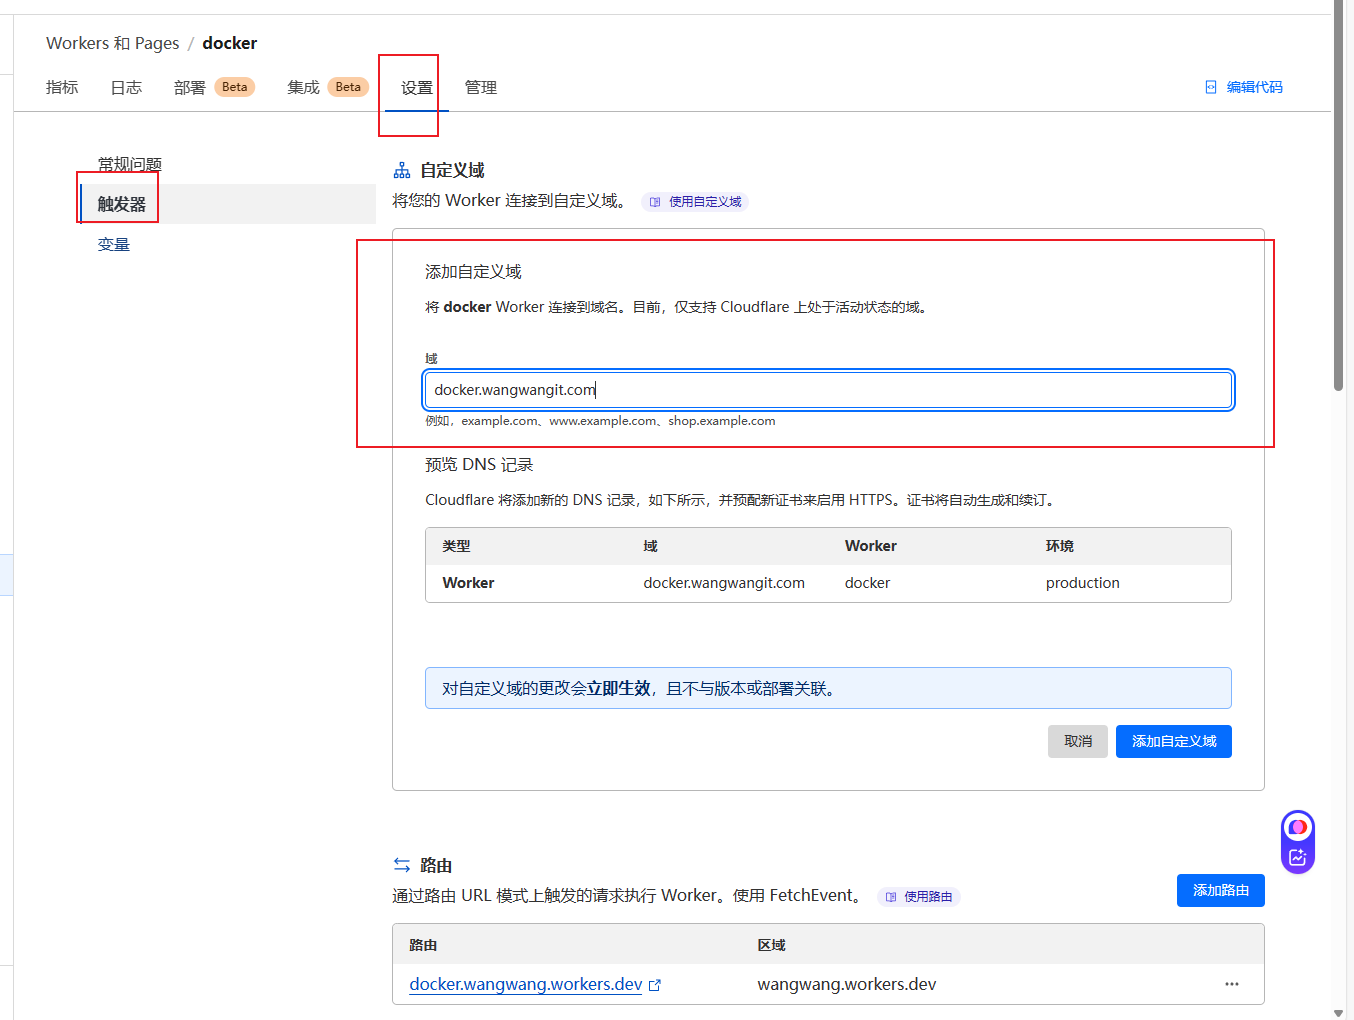 Workers 和 Pages / docker
指标 日志 部署 Beta 集成 Beta 设置 管理 编辑代码
常规问题
触发器
变量
自定义域
将您的 Worker 连接到自定义域。 使用自定义域
添加自定义域
将 docker Worker 连接到域名。目前，仅支持 Cloudflare 上处于活动状态的域。
域
docker.wangwangit.com
例如，example.com、www.example.com、shop.example.com
预览 DNS 记录
Cloudflare 将添加新的 DNS 记录，如下所示，并预配新证书来启用 HTTPS。证书将自动生成和续订。
类型 域 Worker 环境
Worker docker.wangwangit.com docker production
对自定义域的更改会立即生效，且不与版本或部署关联。
取消 添加自定义域
路由
通过路由 URL 模式上触发的请求执行 Worker。使用 FetchEvent。 使用路由
添加路由
路由 区域
docker.wangwang.workers.dev wangwang.workers.dev